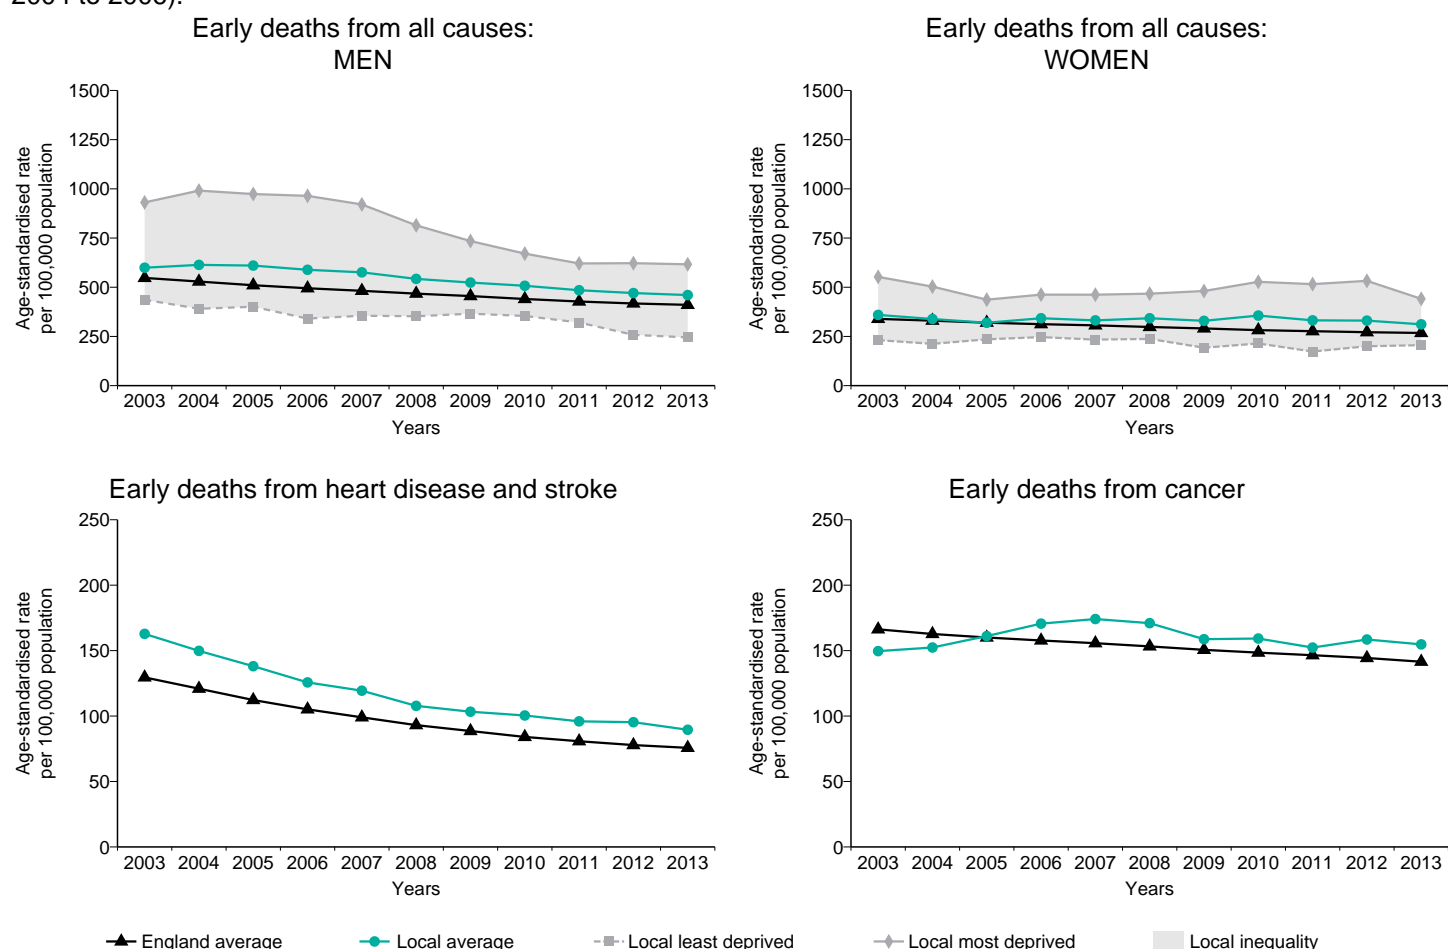 Early deaths from all causes:
MEN
1500
1250
1000
750
500
250
0
Age-standardised rate
per 100,000 population
2003 2004 2005 2006 2007 2008 2009 2010 2011 2012 2013
Years
Early deaths from all causes:
WOMEN
1500
1250
1000
750
500
250
0
Age-standardised rate
per 100,000 population
2003 2004 2005 2006 2007 2008 2009 2010 2011 2012 2013
Years
Early deaths from heart disease and stroke
250
200
150
100
50
0
Age-standardised rate
per 100,000 population
2003 2004 2005 2006 2007 2008 2009 2010 2011 2012 2013
Years
Early deaths from cancer
250
200
150
100
50
0
Age-standardised rate
per 100,000 population
2003 2004 2005 2006 2007 2008 2009 2010 2011 2012 2013
Years
England average Local average Local least deprived Local most deprived Local inequality